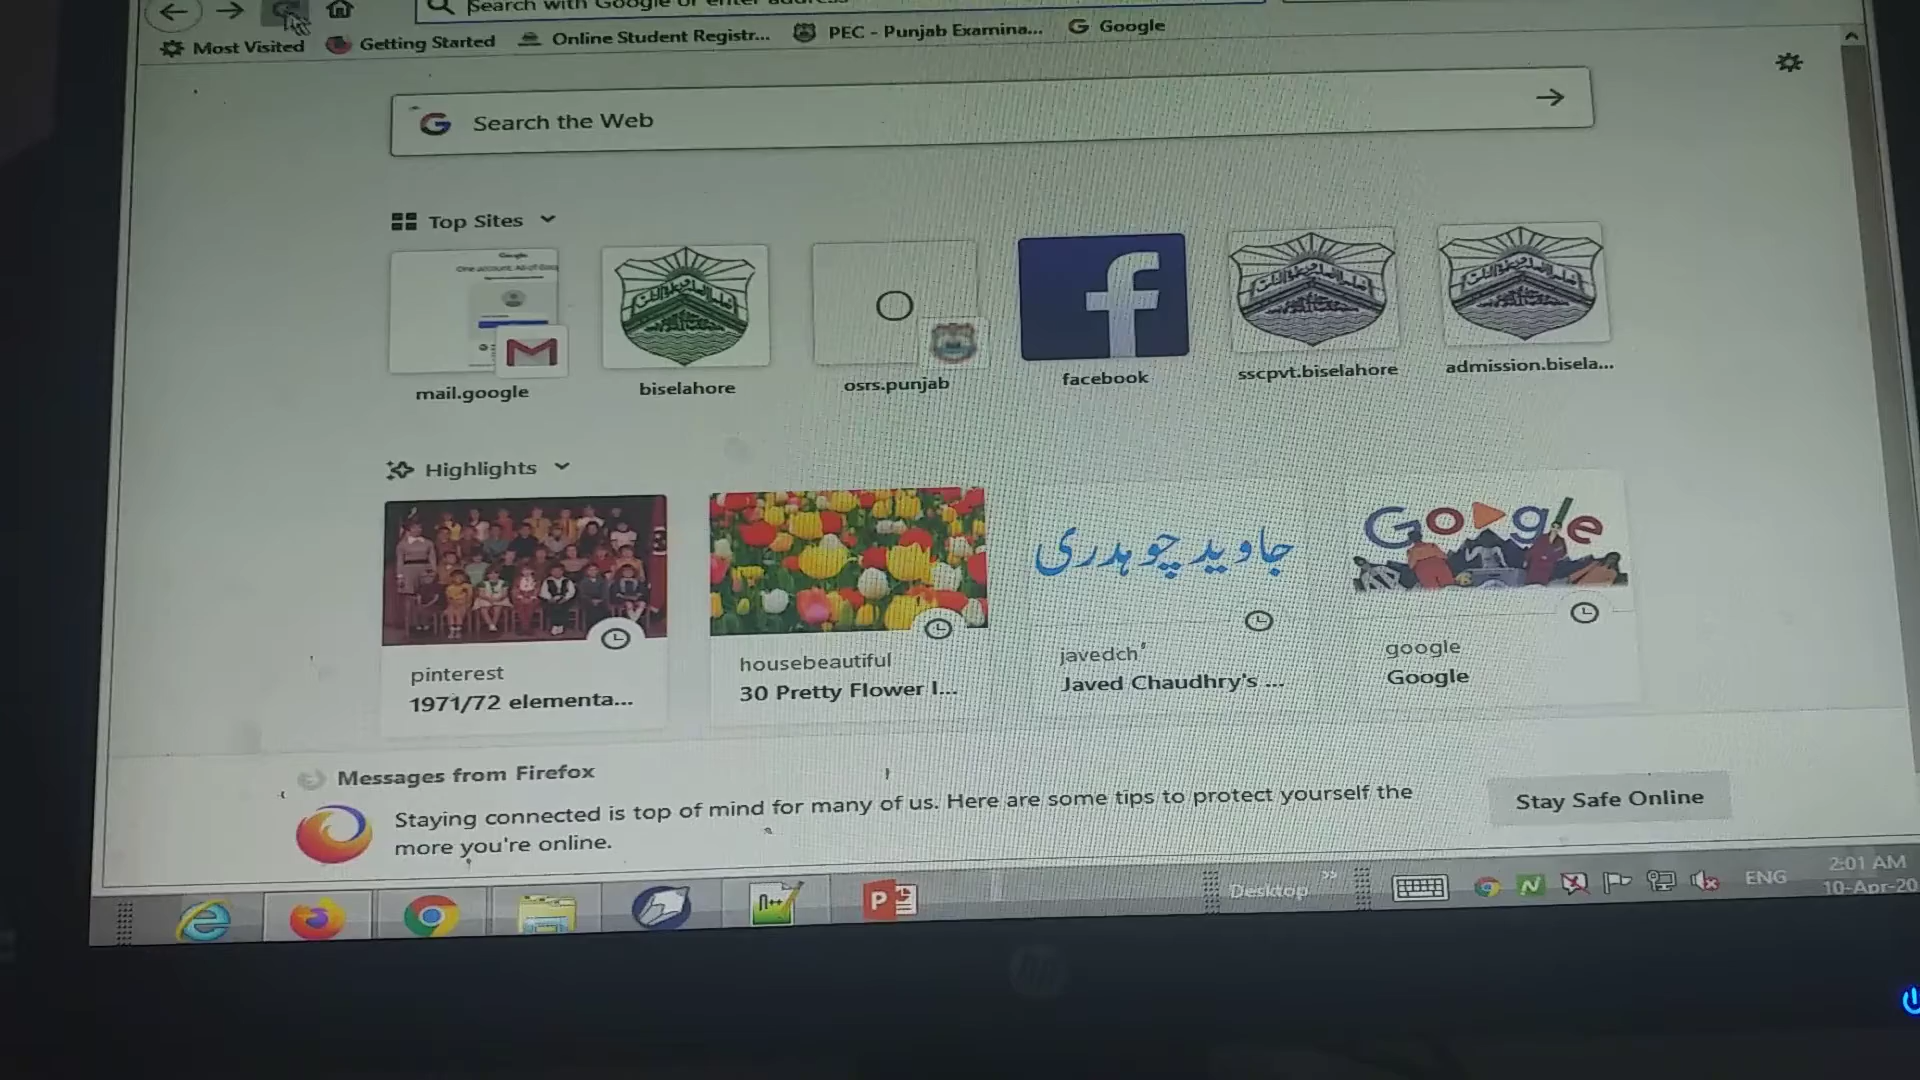 Search with Google or enter address
Most Visited Getting Started Online Student Registr... PEC - Punjab Examina... Google
Search the Web
Top Sites
mail.google biselahore osrs.punjab facebook sscpvt.biselahore admission.bisela...
Highlights
جاوید چوہدری
Google
pinterest
1971/72 elementa...
housebeautiful
30 Pretty Flower I...
javedch
Javed Chaudhry's ...
google
Google
Messages from Firefox
Staying connected is top of mind for many of us. Here are some tips to protect yourself the
more you're online.
Stay Safe Online
Desktop
ENG
2:01 AM
10-Apr-20